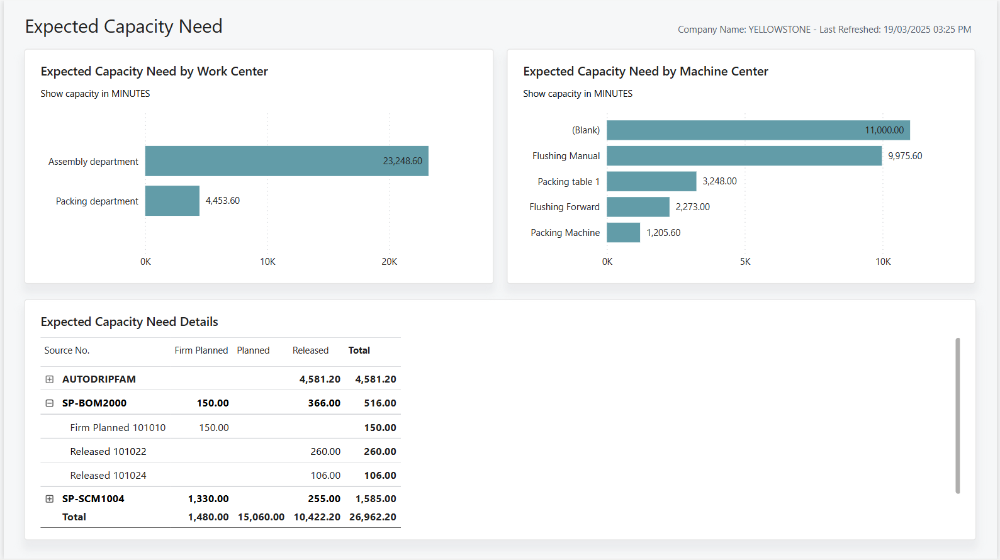 Expected Capacity Need
Company Name: YELLOWSTONE - Last Refreshed: 19/03/2025 03:25 PM
Expected Capacity Need by Work Center
Show capacity in MINUTES
Assembly department 23,248.60
Packing department 4,453.60
0K 10K 20K
Expected Capacity Need by Machine Center
Show capacity in MINUTES
(Blank) 11,000.00
Flushing Manual 9,975.60
Packing table 1 3,248.00
Flushing Forward 2,273.00
Packing Machine 1,205.60
0K 5K 10K
Expected Capacity Need Details
Source No. Firm Planned Planned Released Total
AUTODRIPFAM 4,581.20 4,581.20
SP-BOM2000 150.00 366.00 516.00
Firm Planned 101010 150.00 150.00
Released 101022 260.00 260.00
Released 101024 106.00 106.00
SP-SCM1004 1,330.00 255.00 1,585.00
Total 1,480.00 15,060.00 10,422.20 26,962.20